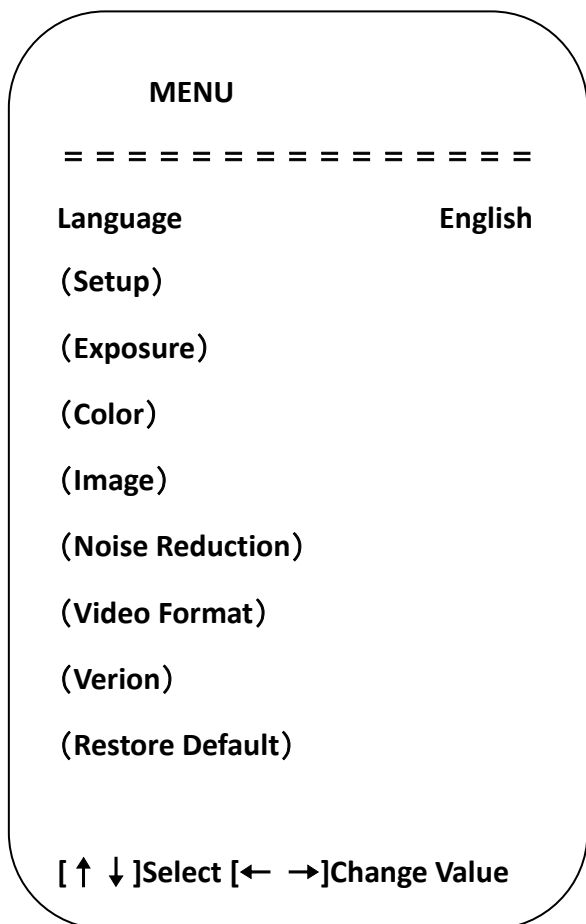 MENU
= = = = = = = = = = = = = = =
Language English
（Setup）
（Exposure）
（Color）
（Image）
（Noise Reduction）
（Video Format）
（Verion）
（Restore Default）
[ ↑ ↓ ]Select [← →]Change Value